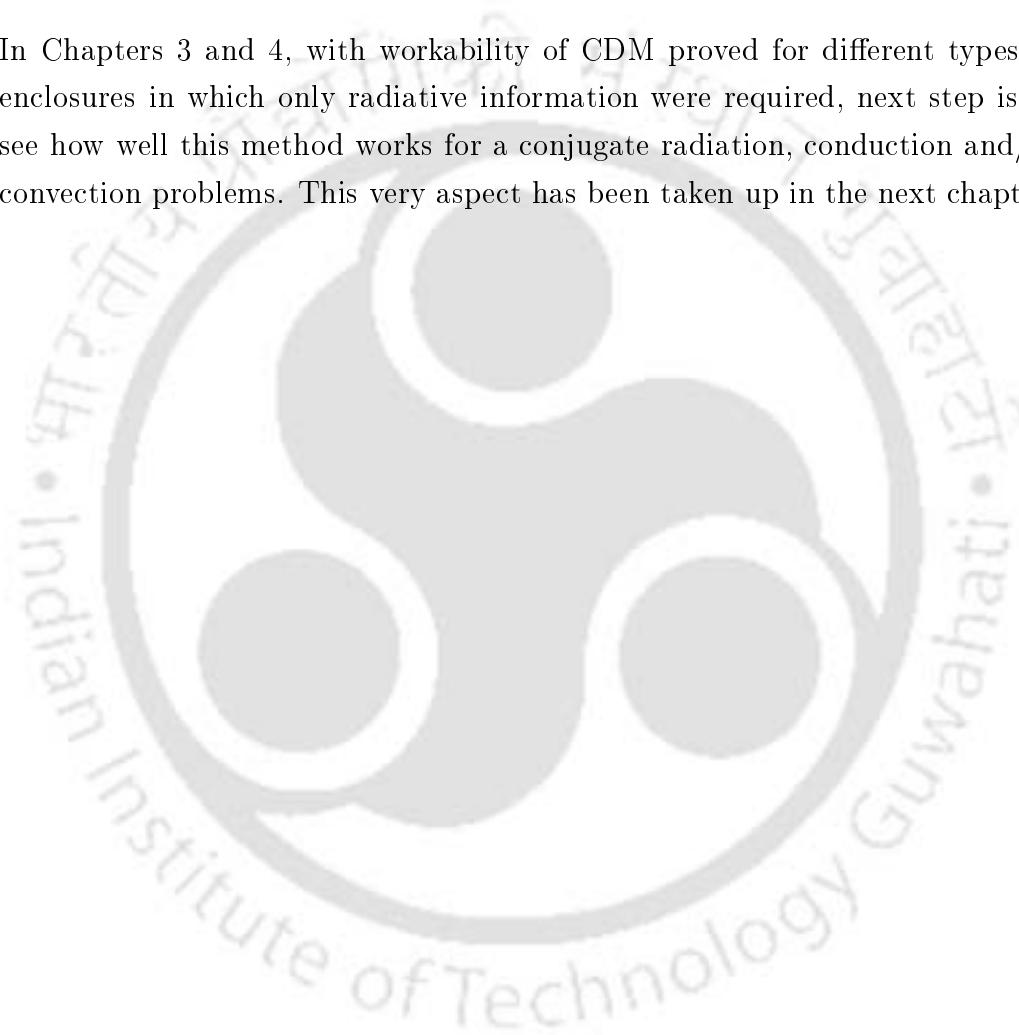 In Chapters 3 and 4, with workability of CDM proved for different types
enclosures in which only radiative information were required, next step is
see how well this method works for a conjugate radiation, conduction and/
convection problems. This very aspect has been taken up in the next chapt
Indian Institute of Technology Guwahati